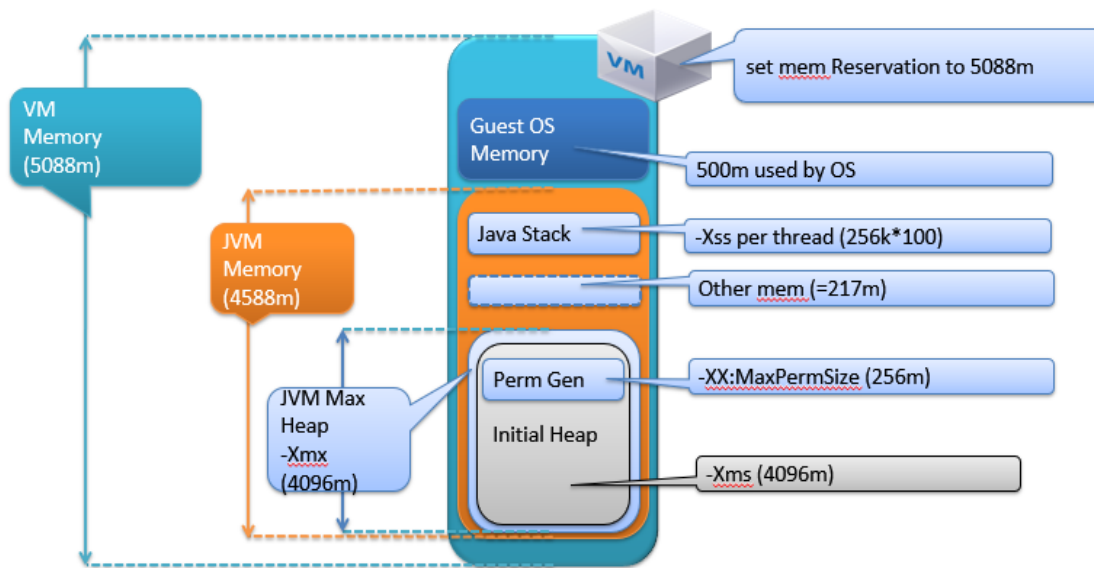 VM
set mem Reservation to 5088m
VM
Memory
(5088m)
Guest OS
Memory
500m used by OS
JVM
Memory
(4588m)
Java Stack
-Xss per thread (256k*100)
Other mem (=217m)
JVM Max
Heap
-Xmx
(4096m)
Perm Gen
-XX:MaxPermSize (256m)
Initial Heap
-Xms (4096m)